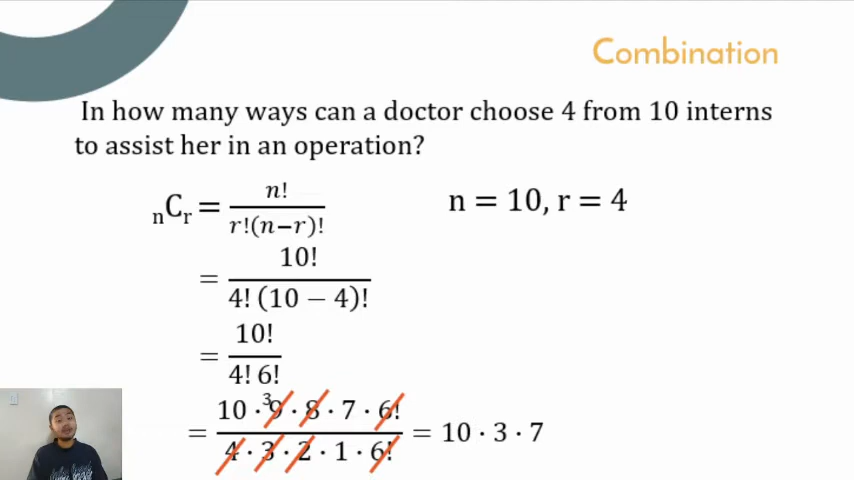 Combination
In how many ways can a doctor choose 4 from 10 interns
to assist her in an operation?
nCr = n! / r!(n−r)!
n = 10, r = 4
= 10! / 4! (10 − 4)!
= 10! / 4! 6!
= 10 · 9 3 · 8 · 7 · 6! / 4 · 3 · 2 · 1 · 6! = 10 · 3 · 7